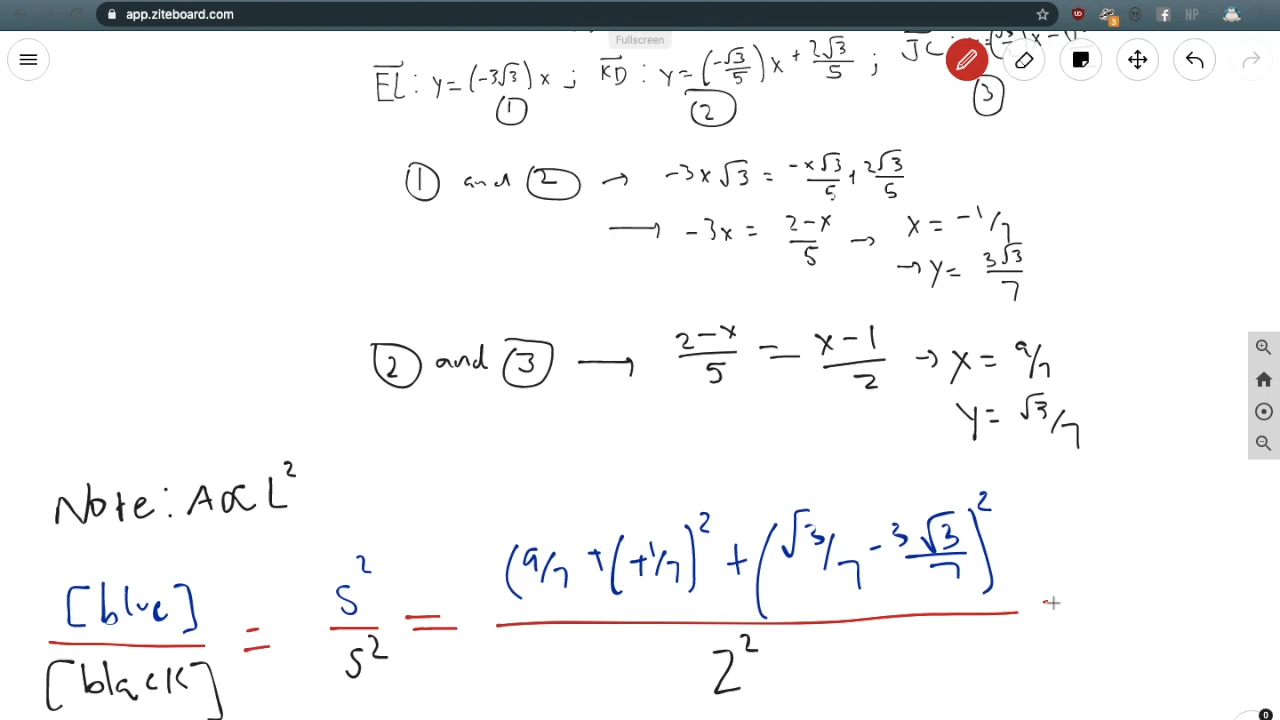 app.ziteboard.com
Fullscreen
EL : y = (-3√3) x ; KD : y = (-√3/5) x + 2√3/5 ; JC :
① ② ③
① and ② → -3x√3 = -x√3/5 + 2√3/5
→ -3x = 2-x/5 → x = -1/7
→ y = 3√3/7
② and ③ → 2-x/5 = x-1/2 → x = 9/7
y = √3/7
Note: A ∝ L²
[blue]/[black] = s²/s² = (9/7 + (+1/7)² + (√3/7 - 3√3/7)²/2²